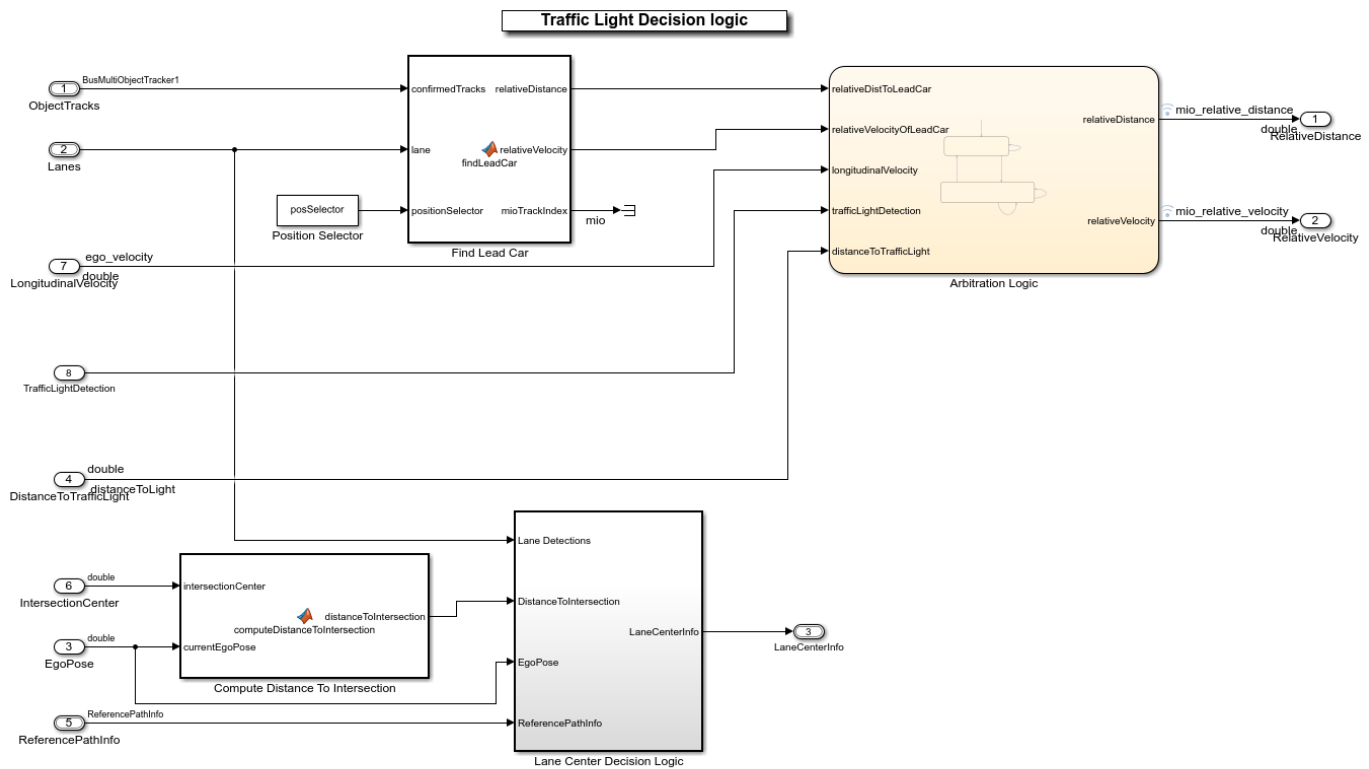 Traffic Light Decision logic
1
BusMultiObjectTracker1
ObjectTracks
2
Lanes
posSelector
Position Selector
confirmedTracks
relativeDistance
lane
relativeVelocity
findLeadCar
positionSelector
mioTrackIndex
mio
Find Lead Car
7
ego_velocity
double
LongitudinalVelocity
8
TrafficLightDetection
4
double
distanceToLight
DistanceToTrafficLight
relativeDistToLeadCar
relativeVelocityOfLeadCar
longitudinalVelocity
trafficLightDetection
distanceToTrafficLight
relativeDistance
relativeVelocity
Arbitration Logic
mio_relative_distance
double
1
RelativeDistance
mio_relative_velocity
double
2
RelativeVelocity
6
double
IntersectionCenter
3
double
EgoPose
5
ReferencePathInfo
ReferencePathInfo
intersectionCenter
distanceToIntersection
computeDistanceToIntersection
currentEgoPose
Compute Distance To Intersection
Lane Detections
DistanceToIntersection
LaneCenterInfo
EgoPose
ReferencePathInfo
Lane Center Decision Logic
3
LaneCenterInfo